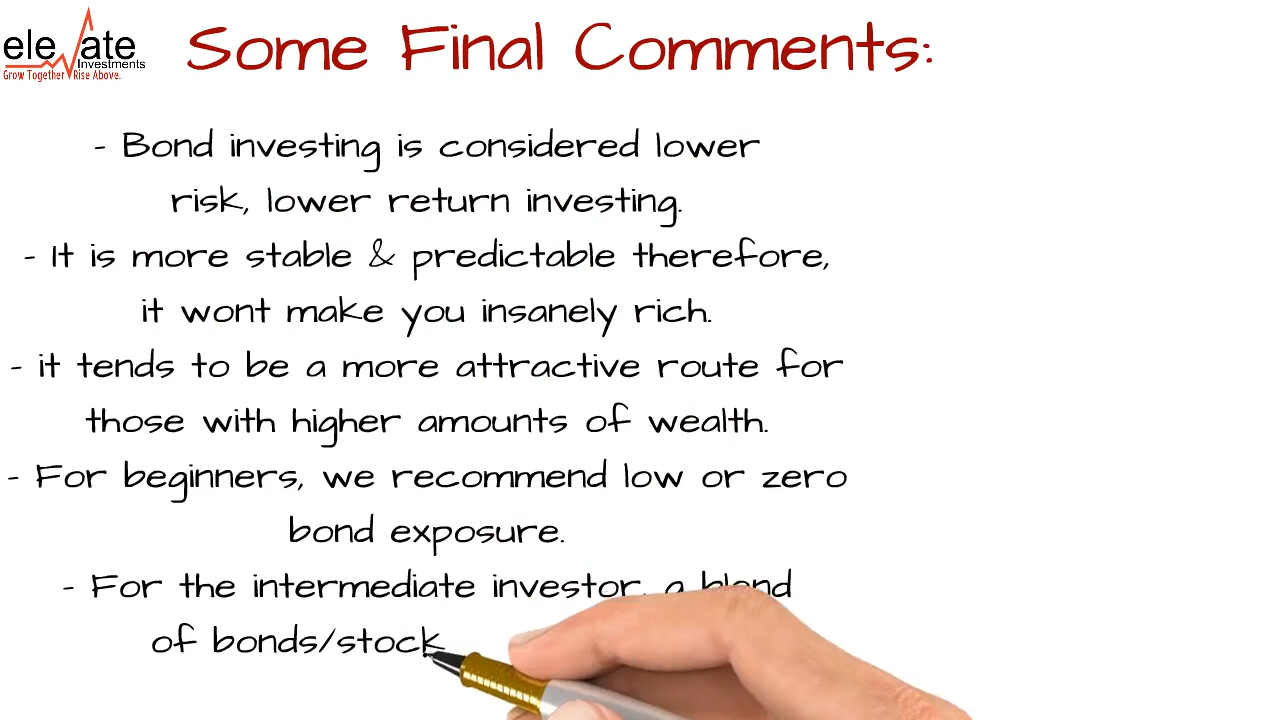 elevate
Investments
Grow Together Rise Above.
Some Final Comments:
- Bond investing is considered lower
risk, lower return investing.
- It is more stable & predictable therefore,
it wont make you insanely rich.
- it tends to be a more attractive route for
those with higher amounts of wealth.
- For beginners, we recommend low or zero
bond exposure.
- For the intermediate investor, a blend
of bonds/stock